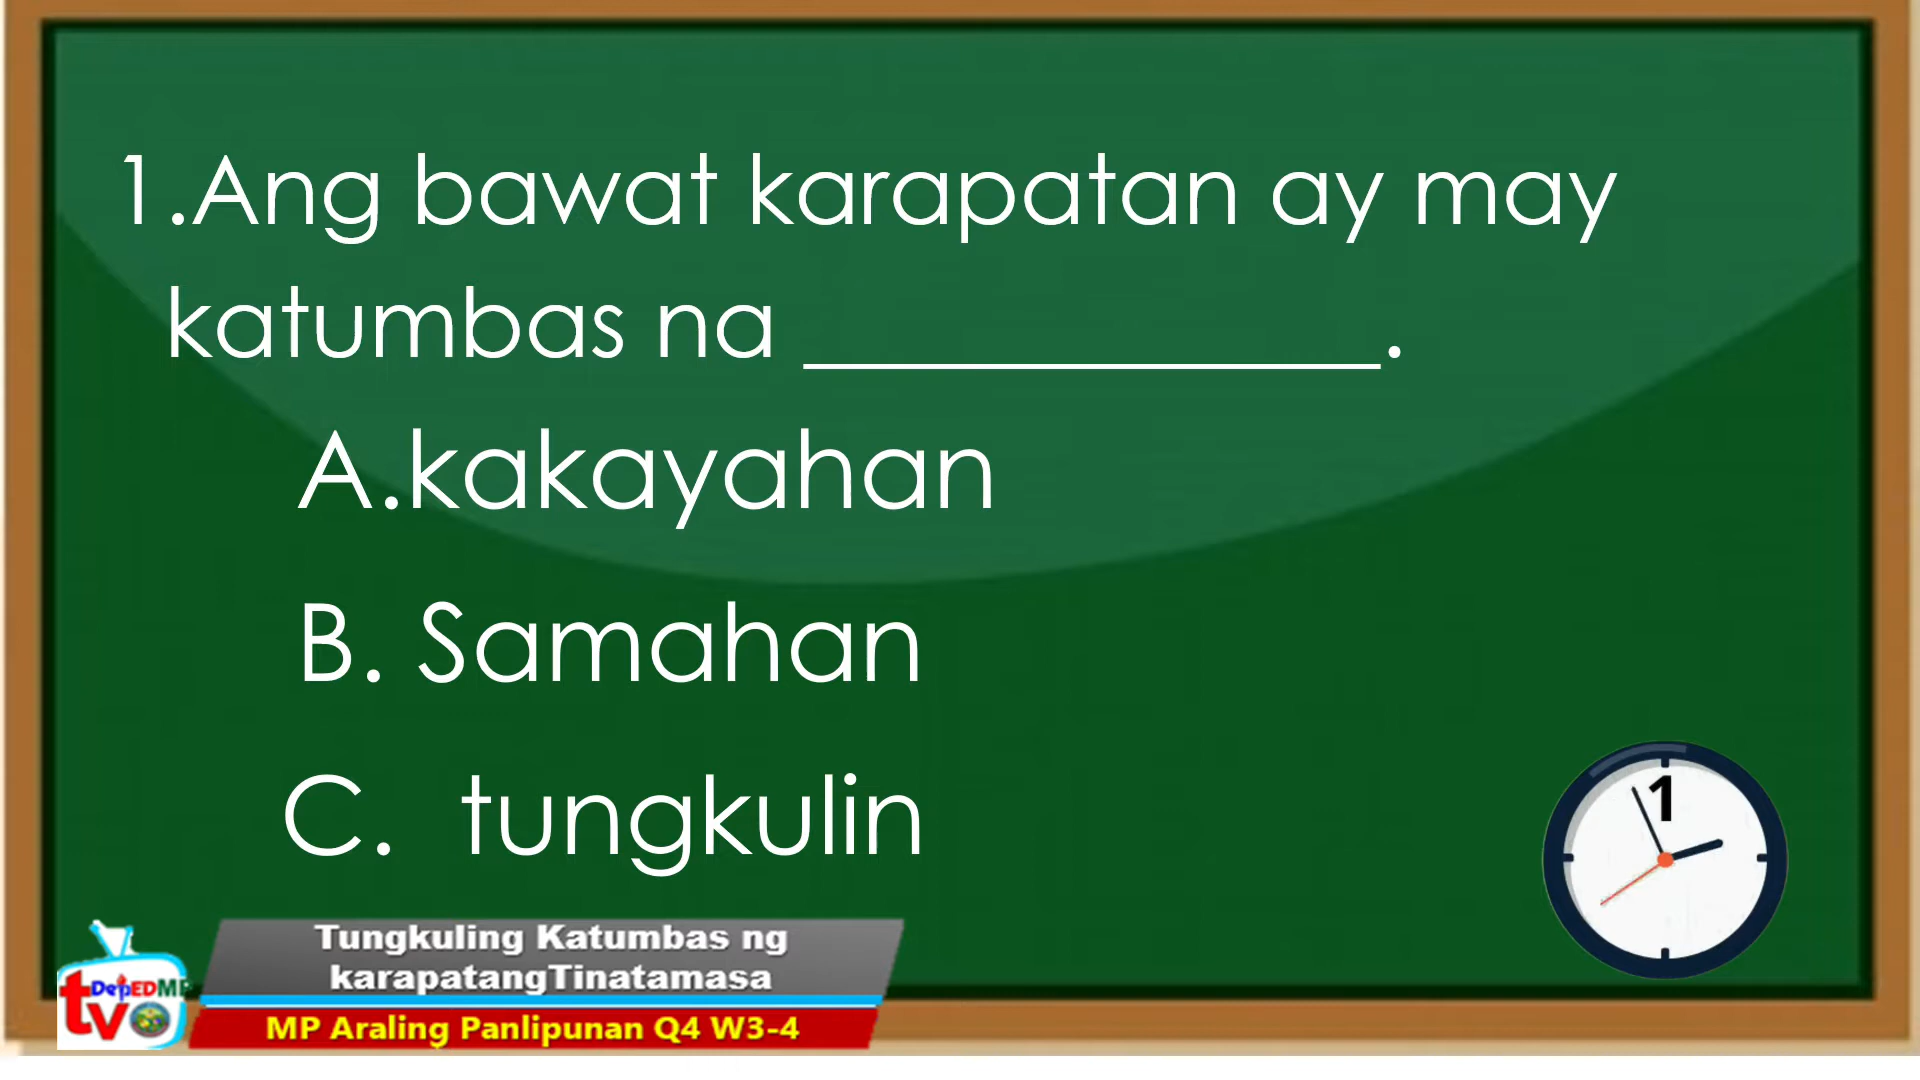 1.Ang bawat karapatan ay may
katumbas na ____________.
A.kakayahan
B. Samahan
C. tungkulin
1
Tungkuling Katumbas ng
karapatangTinatamasa
DepEDMP
tv
MP Araling Panlipunan Q4 W3-4